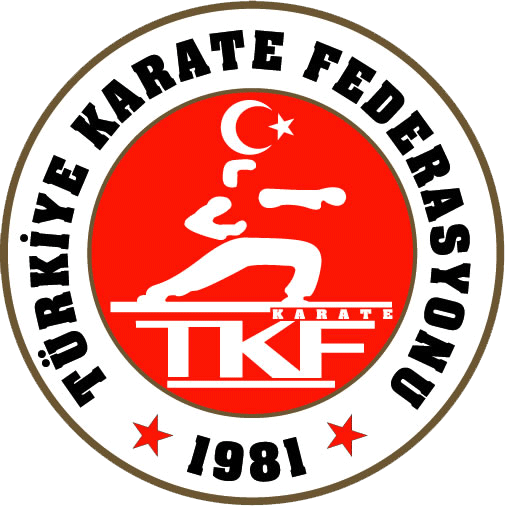 TÜRKİYE KARATE FEDERASYONU
KARATE
TKF
1981